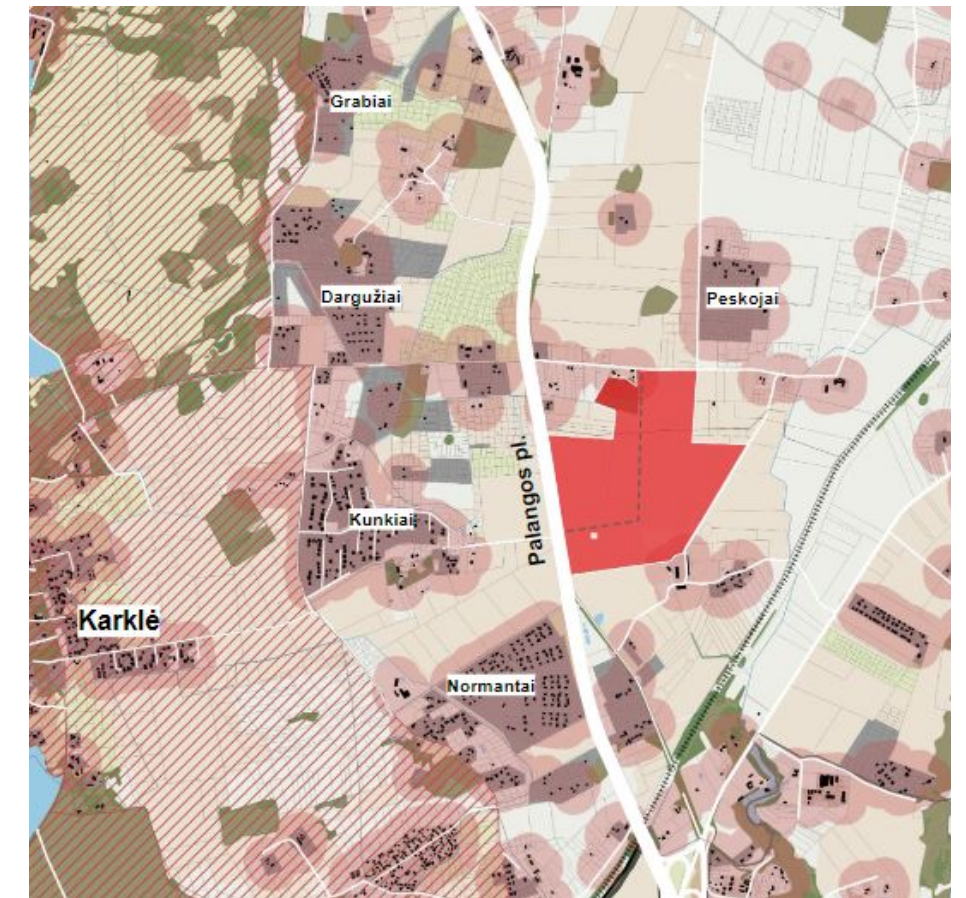 Grabiai
Dargužiai
Peskojai
Palangos pl.
Kunkiai
Karklė
Normantai